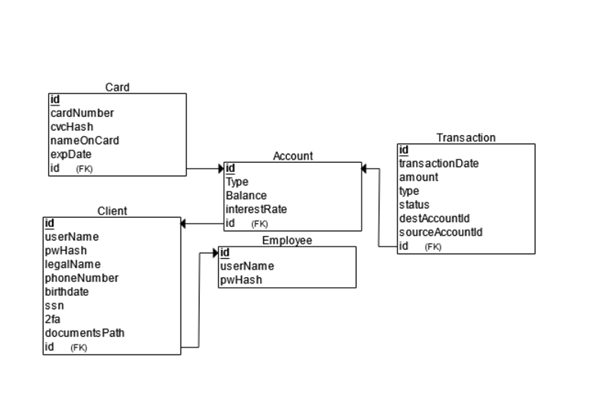 Card
id
cardNumber
cvcHash
nameOnCard
expDate
id (FK)
Account
id
Type
Balance
interestRate
id (FK)
Transaction
id
transactionDate
amount
type
status
destAccountId
sourceAccountId
id (FK)
Client
id
userName
pwHash
legalName
phoneNumber
birthdate
ssn
2fa
documentsPath
id (FK)
Employee
id
userName
pwHash